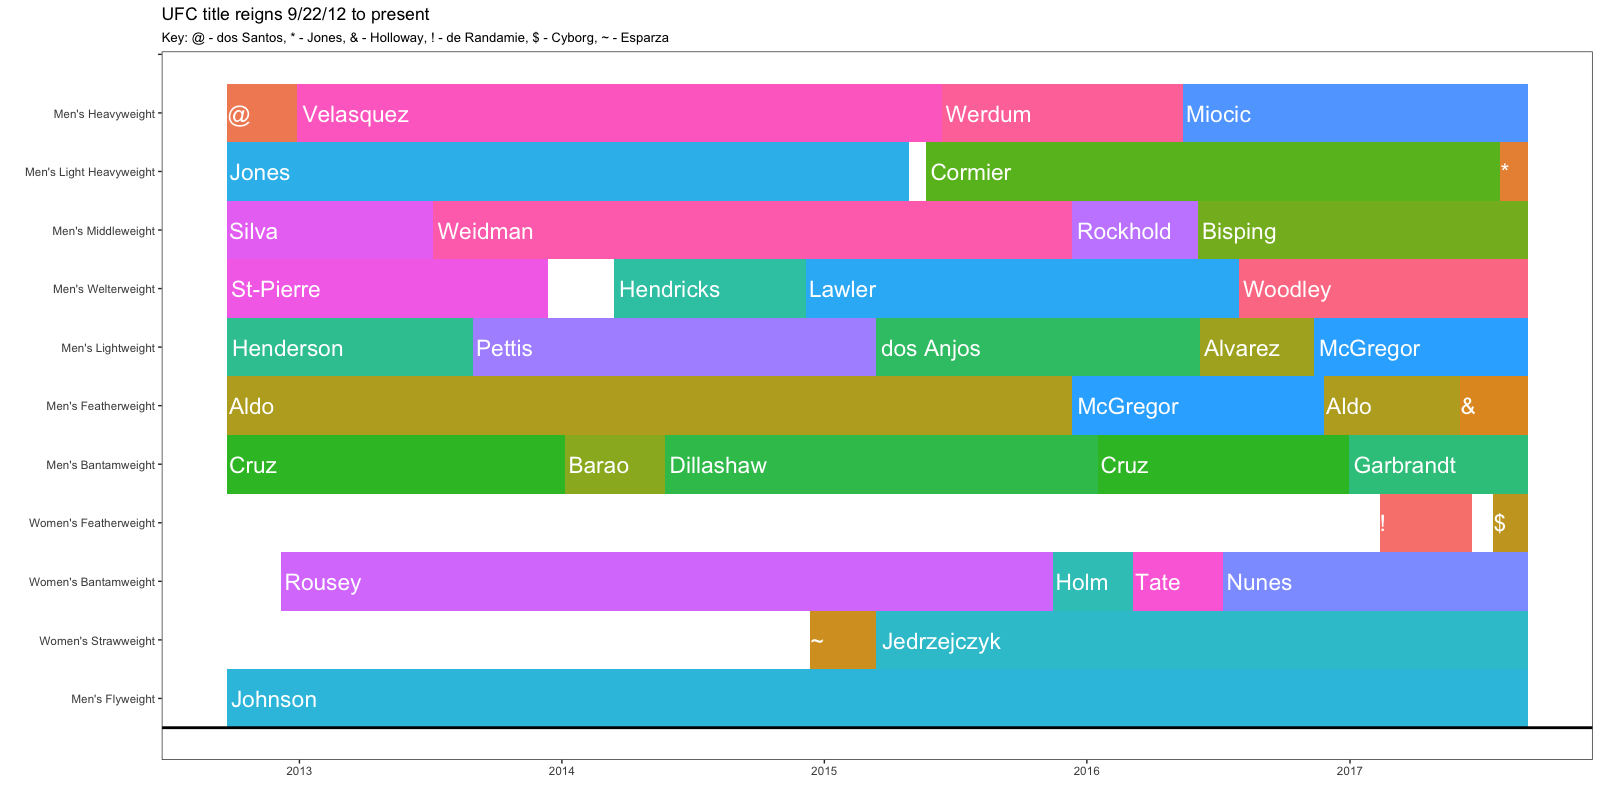 UFC title reigns 9/22/12 to present
Key: @ - dos Santos, * - Jones, & - Holloway, ! - de Randamie, $ - Cyborg, ~ - Esparza
Men's Heavyweight @ Velasquez Werdum Miocic
Men's Light Heavyweight Jones Cormier *
Men's Middleweight Silva Weidman Rockhold Bisping
Men's Welterweight St-Pierre Hendricks Lawler Woodley
Men's Lightweight Henderson Pettis dos Anjos Alvarez McGregor
Men's Featherweight Aldo McGregor Aldo &
Men's Bantamweight Cruz Barao Dillashaw Cruz Garbrandt
Women's Featherweight ! $
Women's Bantamweight Rousey Holm Tate Nunes
Women's Strawweight ~ Jedrzejczyk
Men's Flyweight Johnson
2013 2014 2015 2016 2017